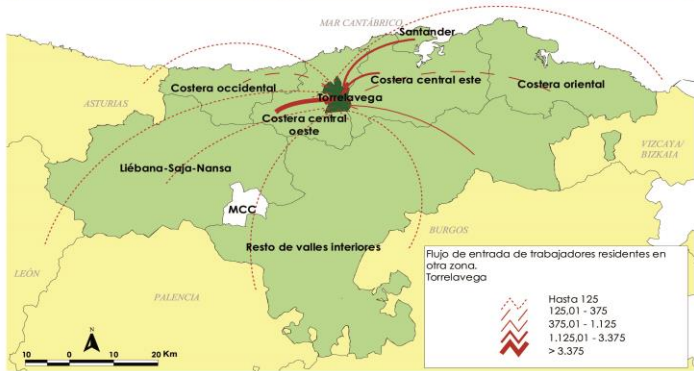 MAR CANTÁBRICO
Santander
Costera occidental
Costera central este
Costera oriental
ASTURIAS
Torrelavega
Costera central
oeste
VIZCAYA/
BIZKAIA
Liébana-Saja-Nansa
MCC
BURGOS
Resto de valles interiores
LEÓN
PALENCIA
Flujo de entrada de trabajadores residentes en
otra zona.
Torrelavega
Hasta 125
125,01 - 375
375,01 - 1.125
1.125,01 - 3.375
> 3.375
N
10 0 10 20 Km